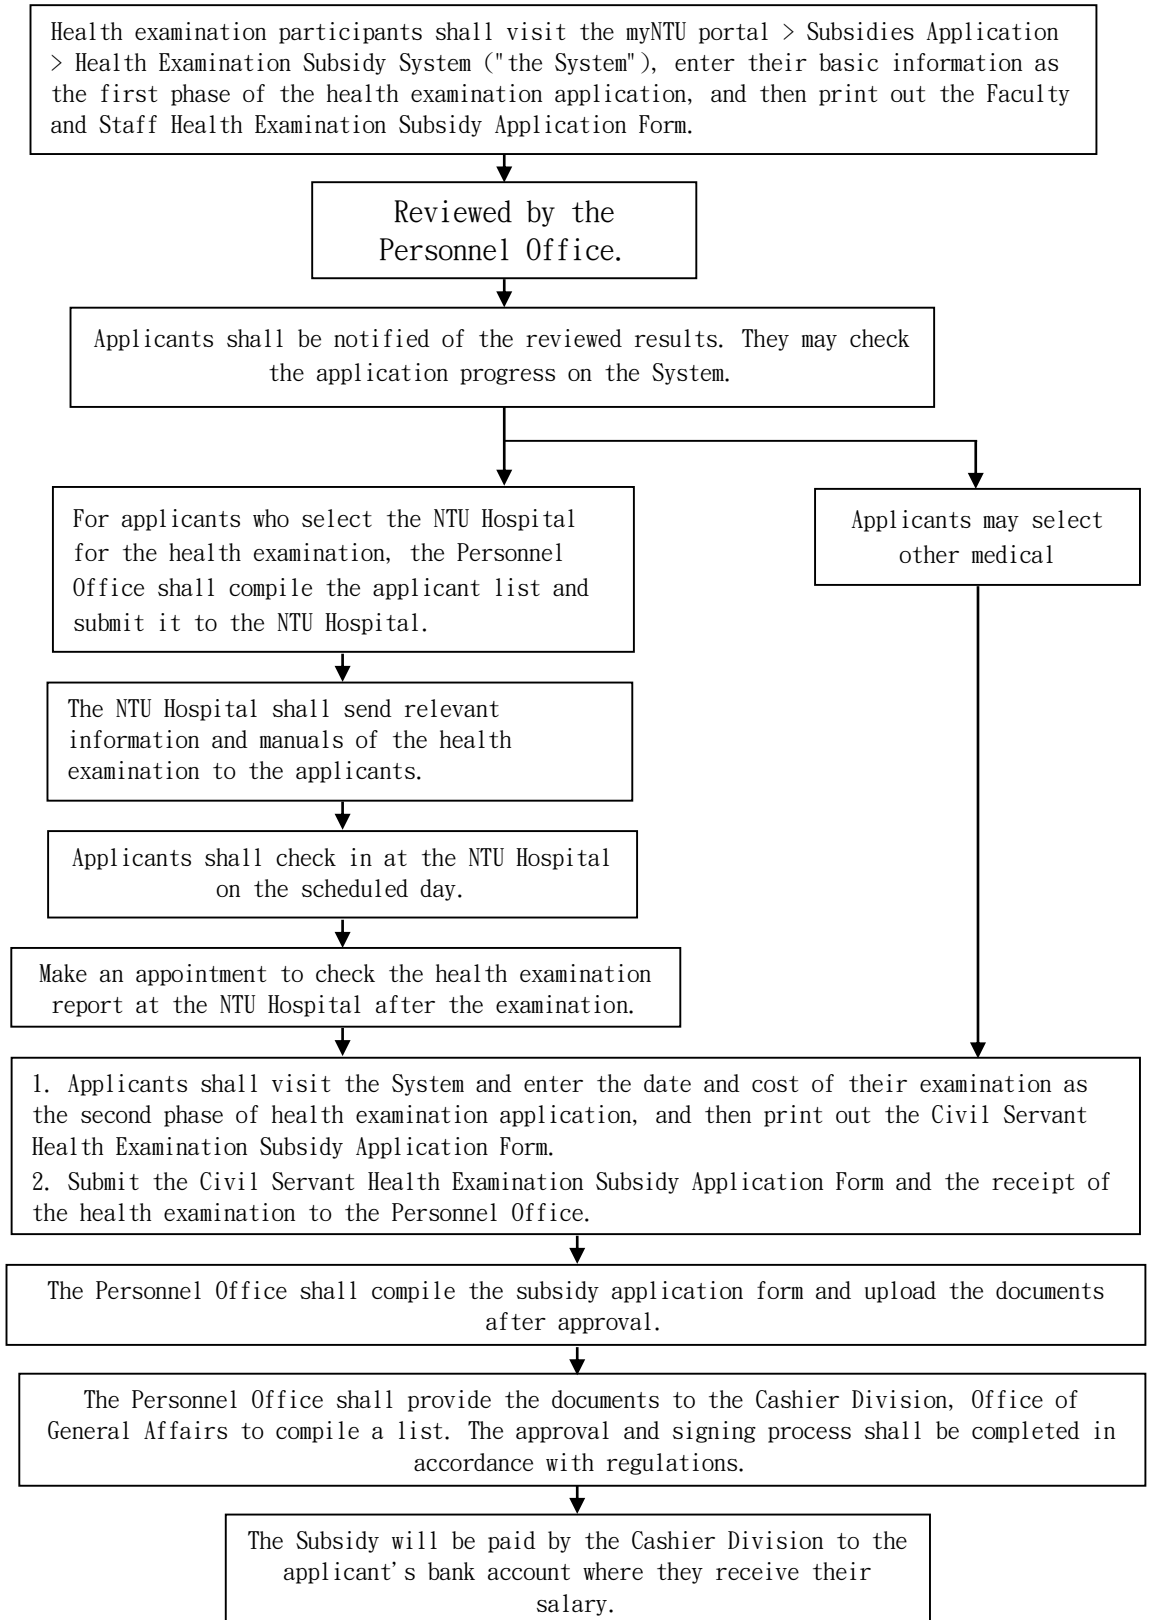 Health examination participants shall visit the myNTU portal > Subsidies Application
> Health Examination Subsidy System ("the System"), enter their basic information as
the first phase of the health examination application, and then print out the Faculty
and Staff Health Examination Subsidy Application Form.
Reviewed by the
Personnel Office.
Applicants shall be notified of the reviewed results. They may check
the application progress on the System.
For applicants who select the NTU Hospital
for the health examination, the Personnel
Office shall compile the applicant list and
submit it to the NTU Hospital.
Applicants may select
other medical
The NTU Hospital shall send relevant
information and manuals of the health
examination to the applicants.
Applicants shall check in at the NTU Hospital
on the scheduled day.
Make an appointment to check the health examination
report at the NTU Hospital after the examination.
1. Applicants shall visit the System and enter the date and cost of their examination as
the second phase of health examination application, and then print out the Civil Servant
Health Examination Subsidy Application Form.
2. Submit the Civil Servant Health Examination Subsidy Application Form and the receipt of
the health examination to the Personnel Office.
The Personnel Office shall compile the subsidy application form and upload the documents
after approval.
The Personnel Office shall provide the documents to the Cashier Division, Office of
General Affairs to compile a list. The approval and signing process shall be completed in
accordance with regulations.
The Subsidy will be paid by the Cashier Division to the
applicant's bank account where they receive their
salary.